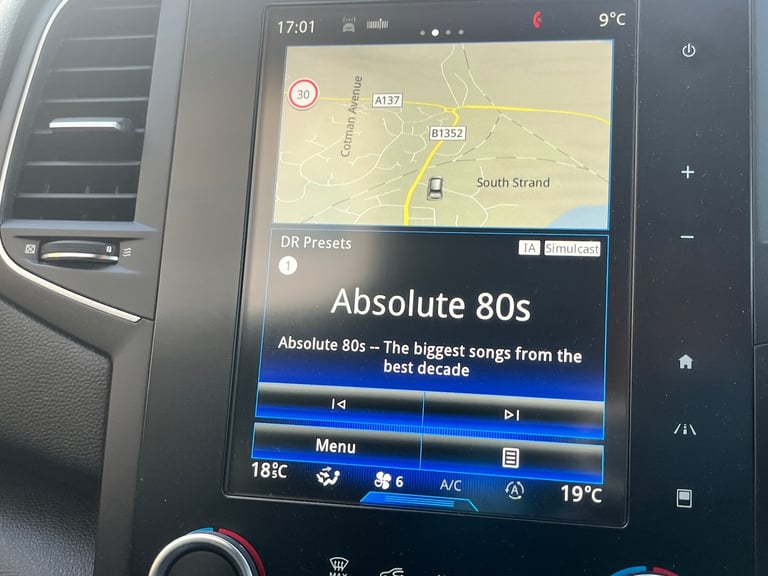 17:01
9°C
30
Cotman Avenue
A137
B1352
South Strand
DR Presets
IA Simulcast
1
Absolute 80s
Absolute 80s -- The biggest songs from the
best decade
Menu
18.5°C
6
A/C
A
19°C
MAX